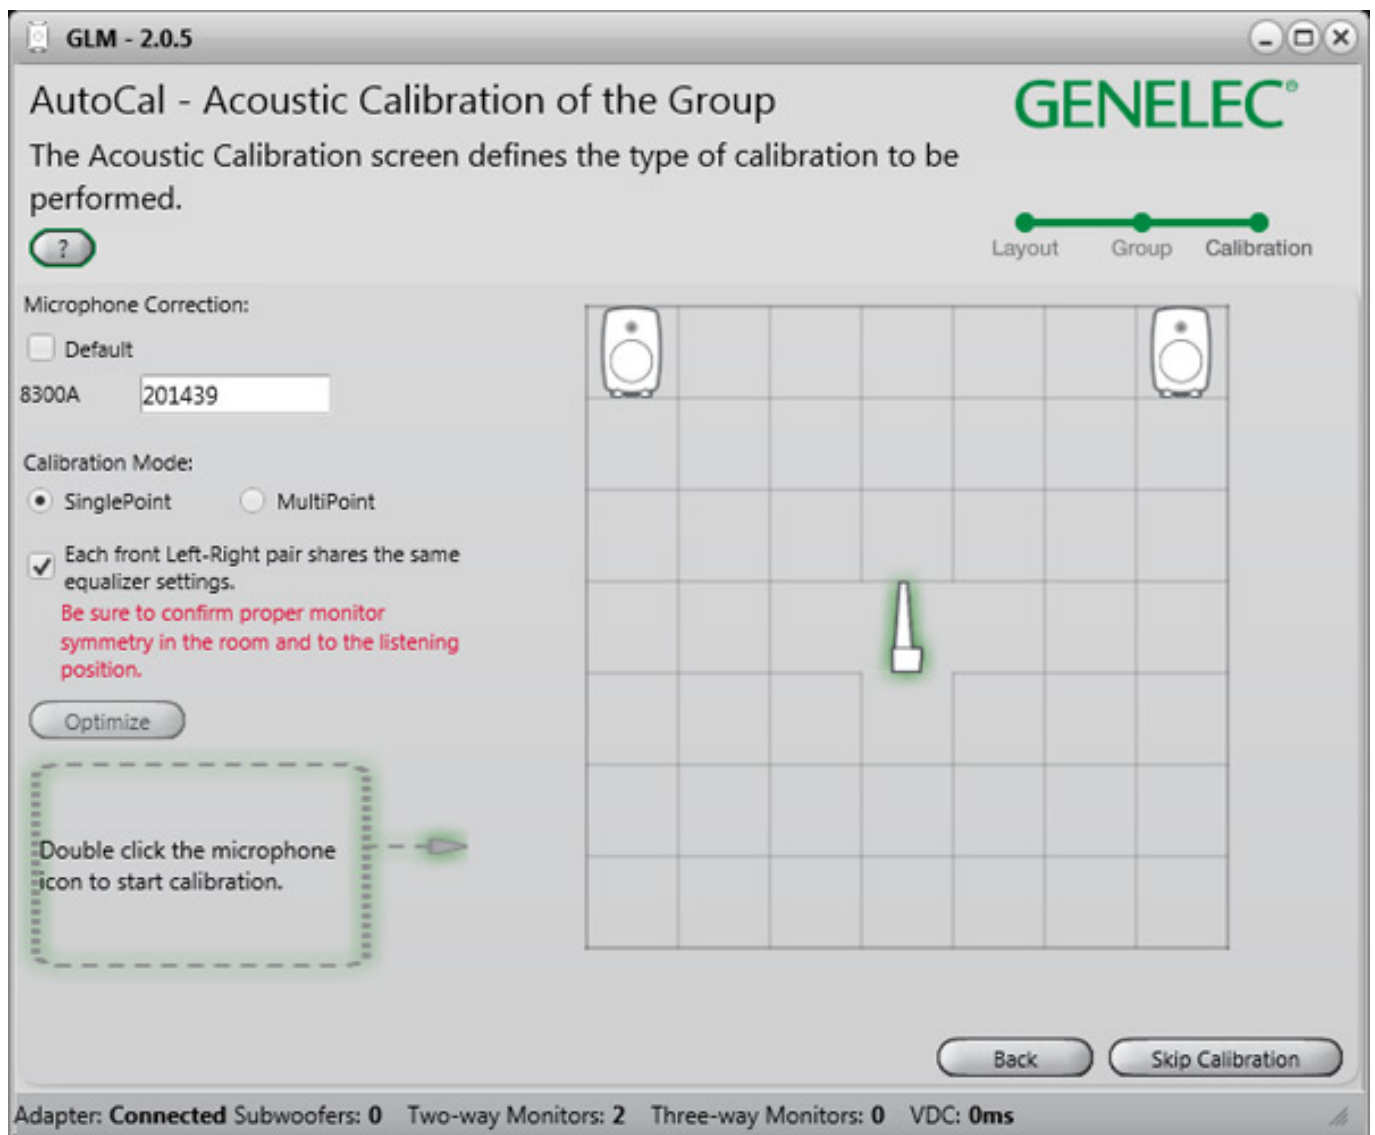 GLM - 2.0.5
AutoCal - Acoustic Calibration of the Group
GENELEC®
The Acoustic Calibration screen defines the type of calibration to be
performed.
?
Layout Group Calibration
Microphone Correction:
Default
8300A 201439
Calibration Mode:
SinglePoint MultiPoint
Each front Left-Right pair shares the same
equalizer settings.
Be sure to confirm proper monitor
symmetry in the room and to the listening
position.
Optimize
Double click the microphone
icon to start calibration.
Back Skip Calibration
Adapter: Connected Subwoofers: 0 Two-way Monitors: 2 Three-way Monitors: 0 VDC: 0ms